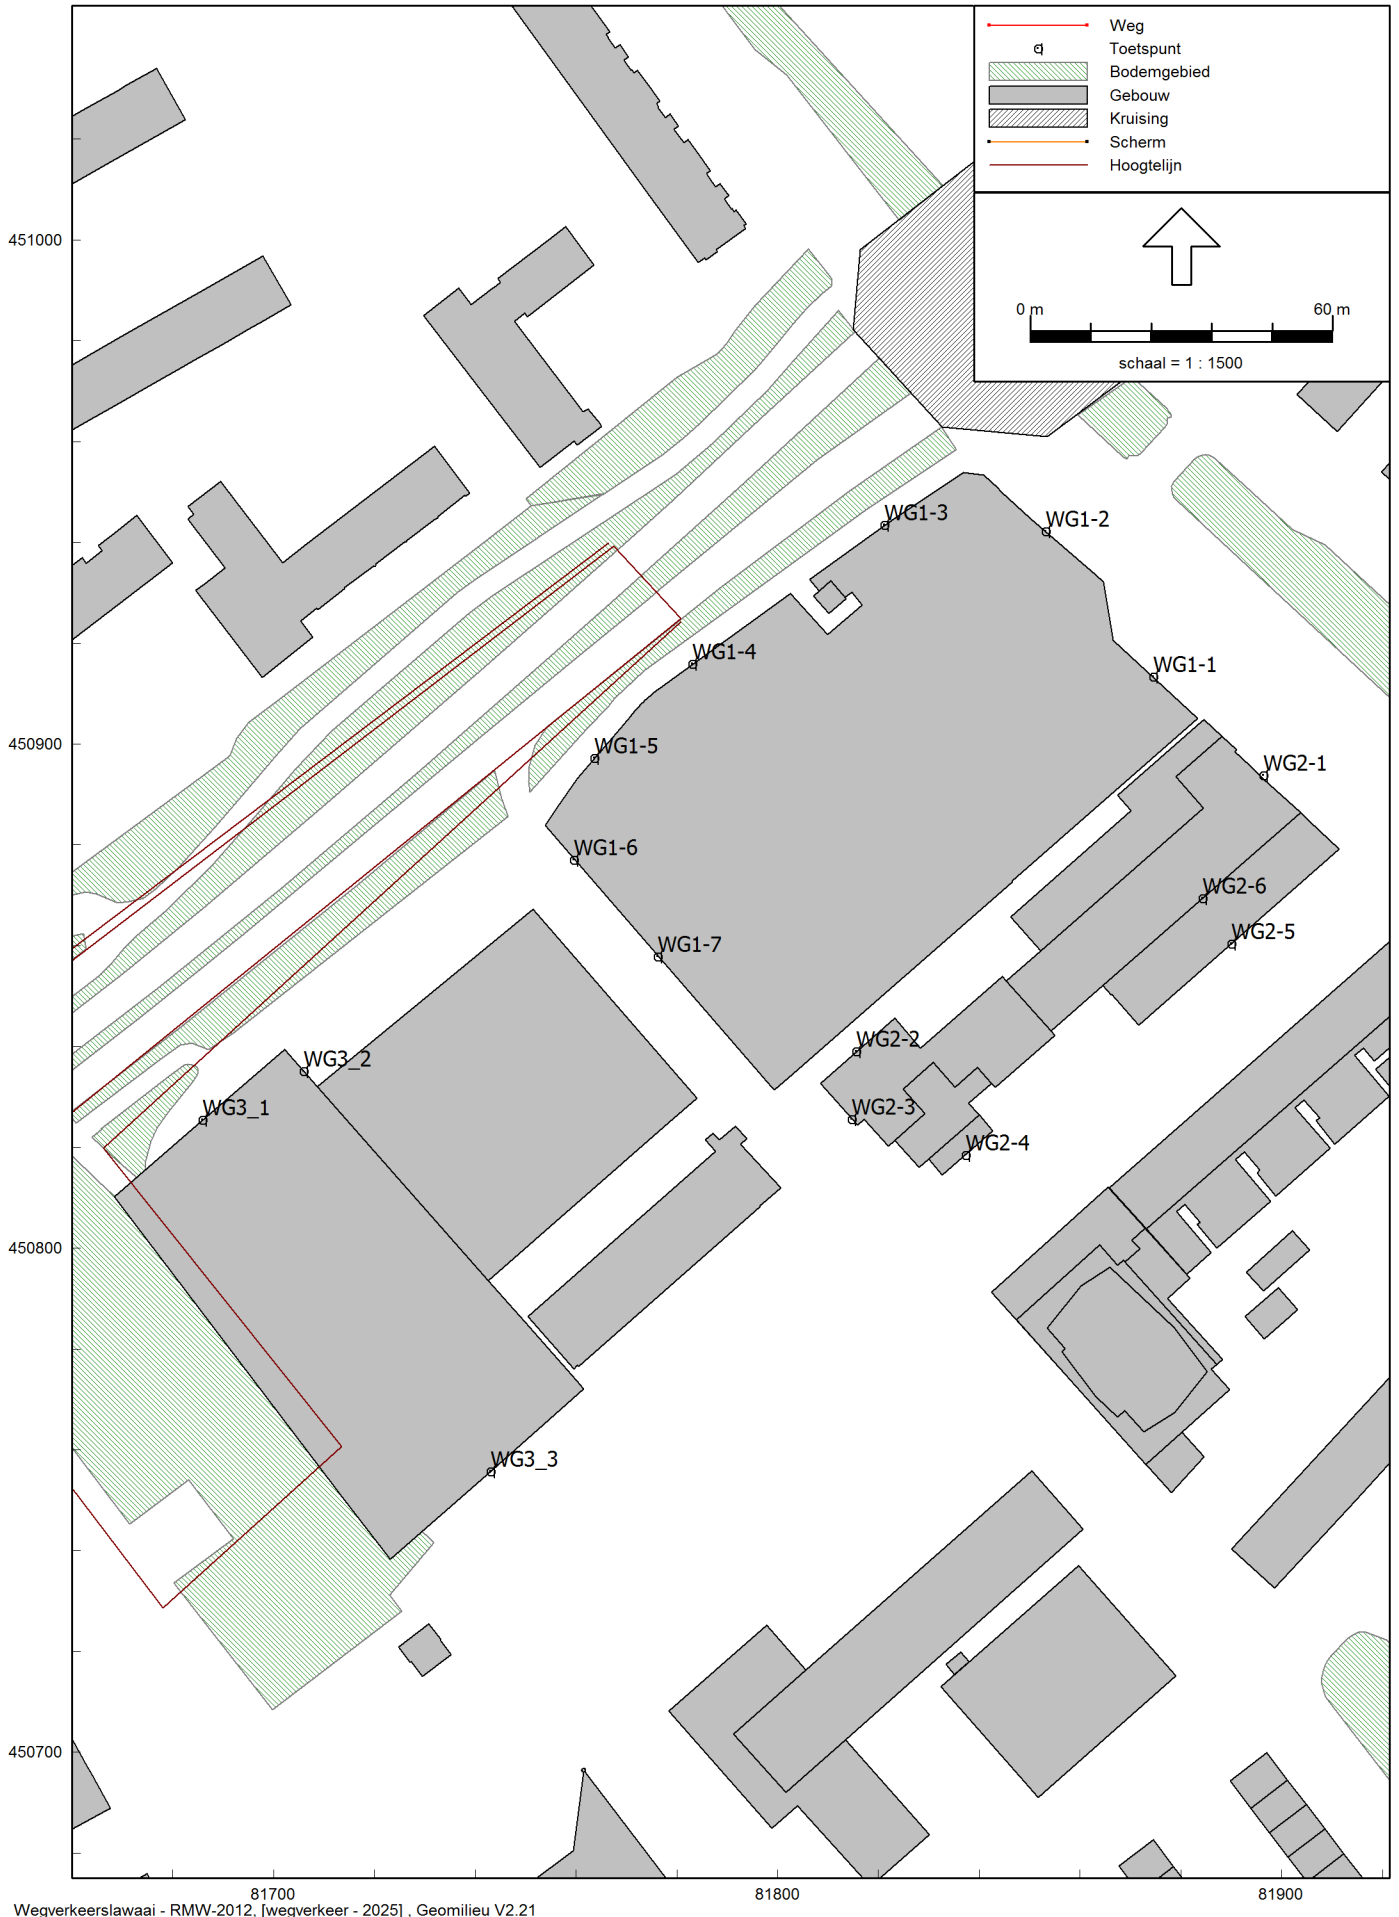 Weg
Toetspunt
Bodemgebied
Gebouw
Kruising
Scherm
Hoogtelijn
451000
0 m 60 m
schaal = 1 : 1500
WG1-3
WG1-2
WG1-4
WG1-1
450900
WG1-5
WG2-1
WG1-6
WG2-6
WG2-5
WG1-7
WG2-2
WG3_2
WG3_1
WG2-3
WG2-4
450800
WG3_3
450700
81700 81800 81900
Wegverkeerslawaai - RMW-2012, [wegverkeer - 2025] , Geomilieu V2.21